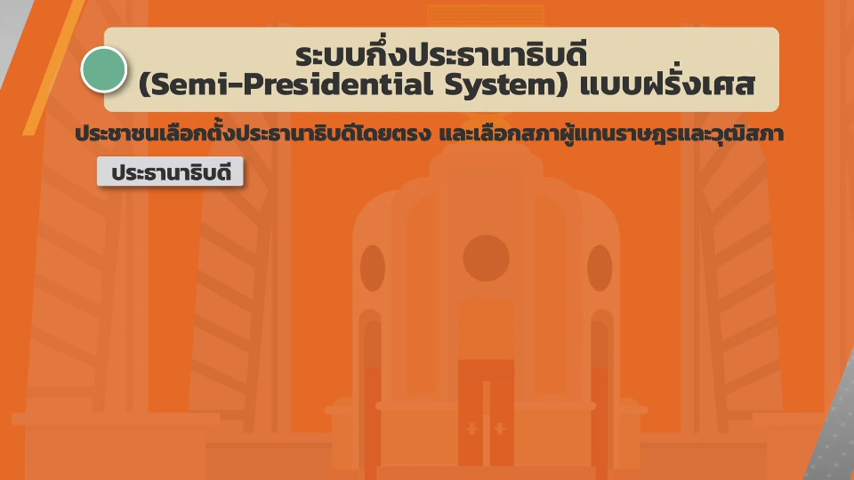 ระบบกึ่งประธานาธิบดี
(Semi-Presidential System) แบบฝรั่งเศส
ประชาชนเลือกตั้งประธานาธิบดีโดยตรง และเลือกสภาผู้แทนราษฎรและวุฒิสภา
ประธานาธิบดี